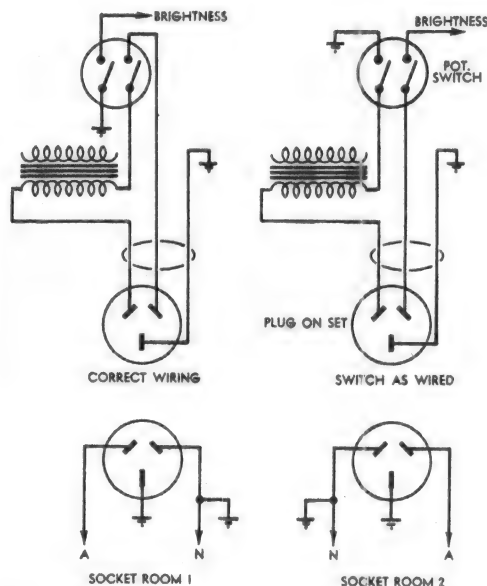 BRIGHTNESS
BRIGHTNESS
POT.
SWITCH
PLUG ON SET
CORRECT WIRING
SWITCH AS WIRED
A
N
N
A
SOCKET ROOM 1
SOCKET ROOM 2